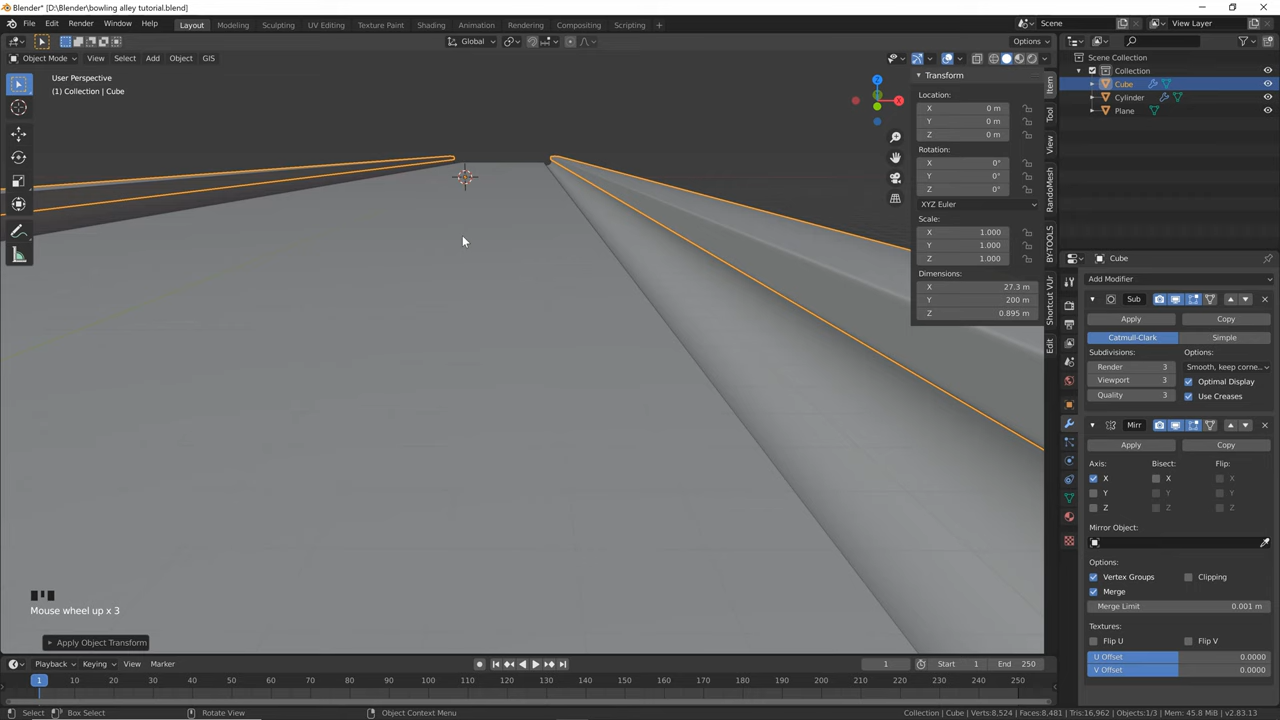 Blender* [D:\Blender\bowling alley tutorial.blend]
File Edit Render Window Help Layout Modeling Sculpting UV Editing Texture Paint Shading Animation Rendering Compositing Scripting Scene View Layer
Global Options
Object Mode View Select Add Object GIS
User Perspective
(1) Collection | Cube
Z
X
Transform
Location:
X 0 m
Y 0 m
Z 0 m
Rotation:
X 0°
Y 0°
Z 0°
XYZ Euler
Scale:
X 1.000
Y 1.000
Z 1.000
Dimensions:
X 27.3 m
Y 200 m
Z 0.895 m
Item
Tool
View
RandoMesh
BY-TOOLS
Shortcut VUr
Edit
Scene Collection
Collection
Cube
Cylinder
Plane
Cube
Add Modifier
Sub
Apply Copy
Catmull-Clark Simple
Subdivisions: Options:
Render 3 Smooth, keep corne..
Viewport 3 Optimal Display
Quality 3 Use Creases
Mirr
Apply Copy
Axis: Bisect: Flip:
X X X
Y Y Y
Z Z Z
Mirror Object:
Options:
Vertex Groups Clipping
Merge
Merge Limit 0.001 m
Textures:
Flip U Flip V
U Offset 0.0000
V Offset 0.0000
Mouse wheel up x 3
Apply Object Transform
Playback Keying View Marker 1 Start 1 End 250
1 10 20 30 40 50 60 70 80 90 100 110 120 130 140 150 160 170 180 190 200 210 220 230 240 250
Select Box Select Rotate View Object Context Menu Collection | Cube | Verts:8,524 | Faces:8,481 | Tris:16,962 | Objects:1/3 | Mem: 45.8 MiB | v2.83.13